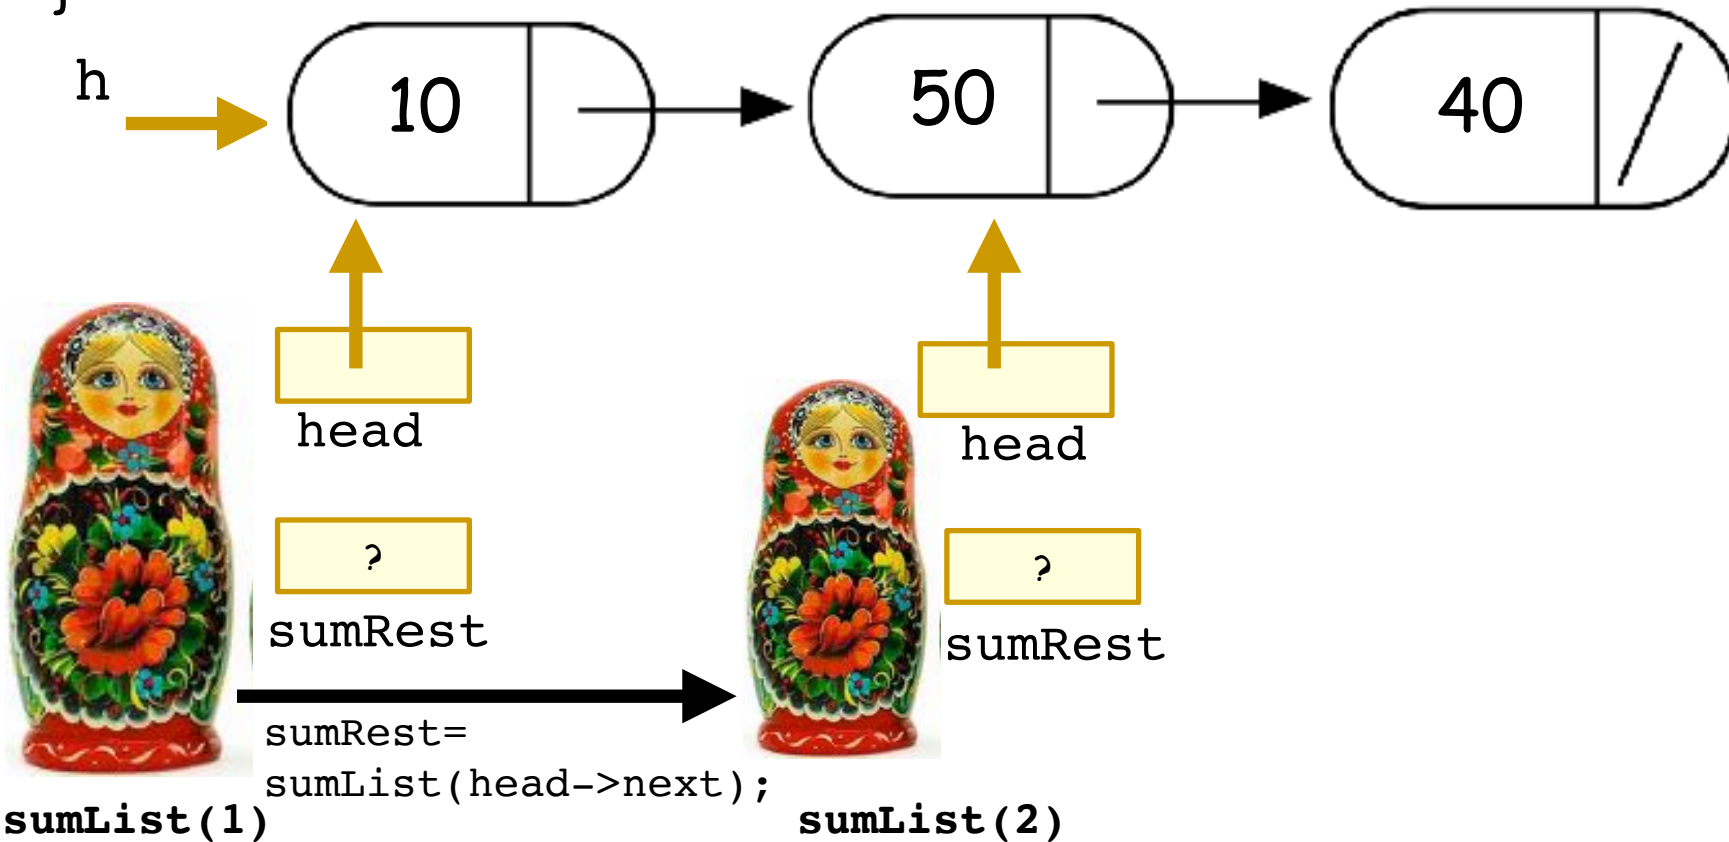 }
h
10
50
40
head
head
?
?
sumRest
sumRest
sumRest=
sumList(head->next);
sumList(1)
sumList(2)